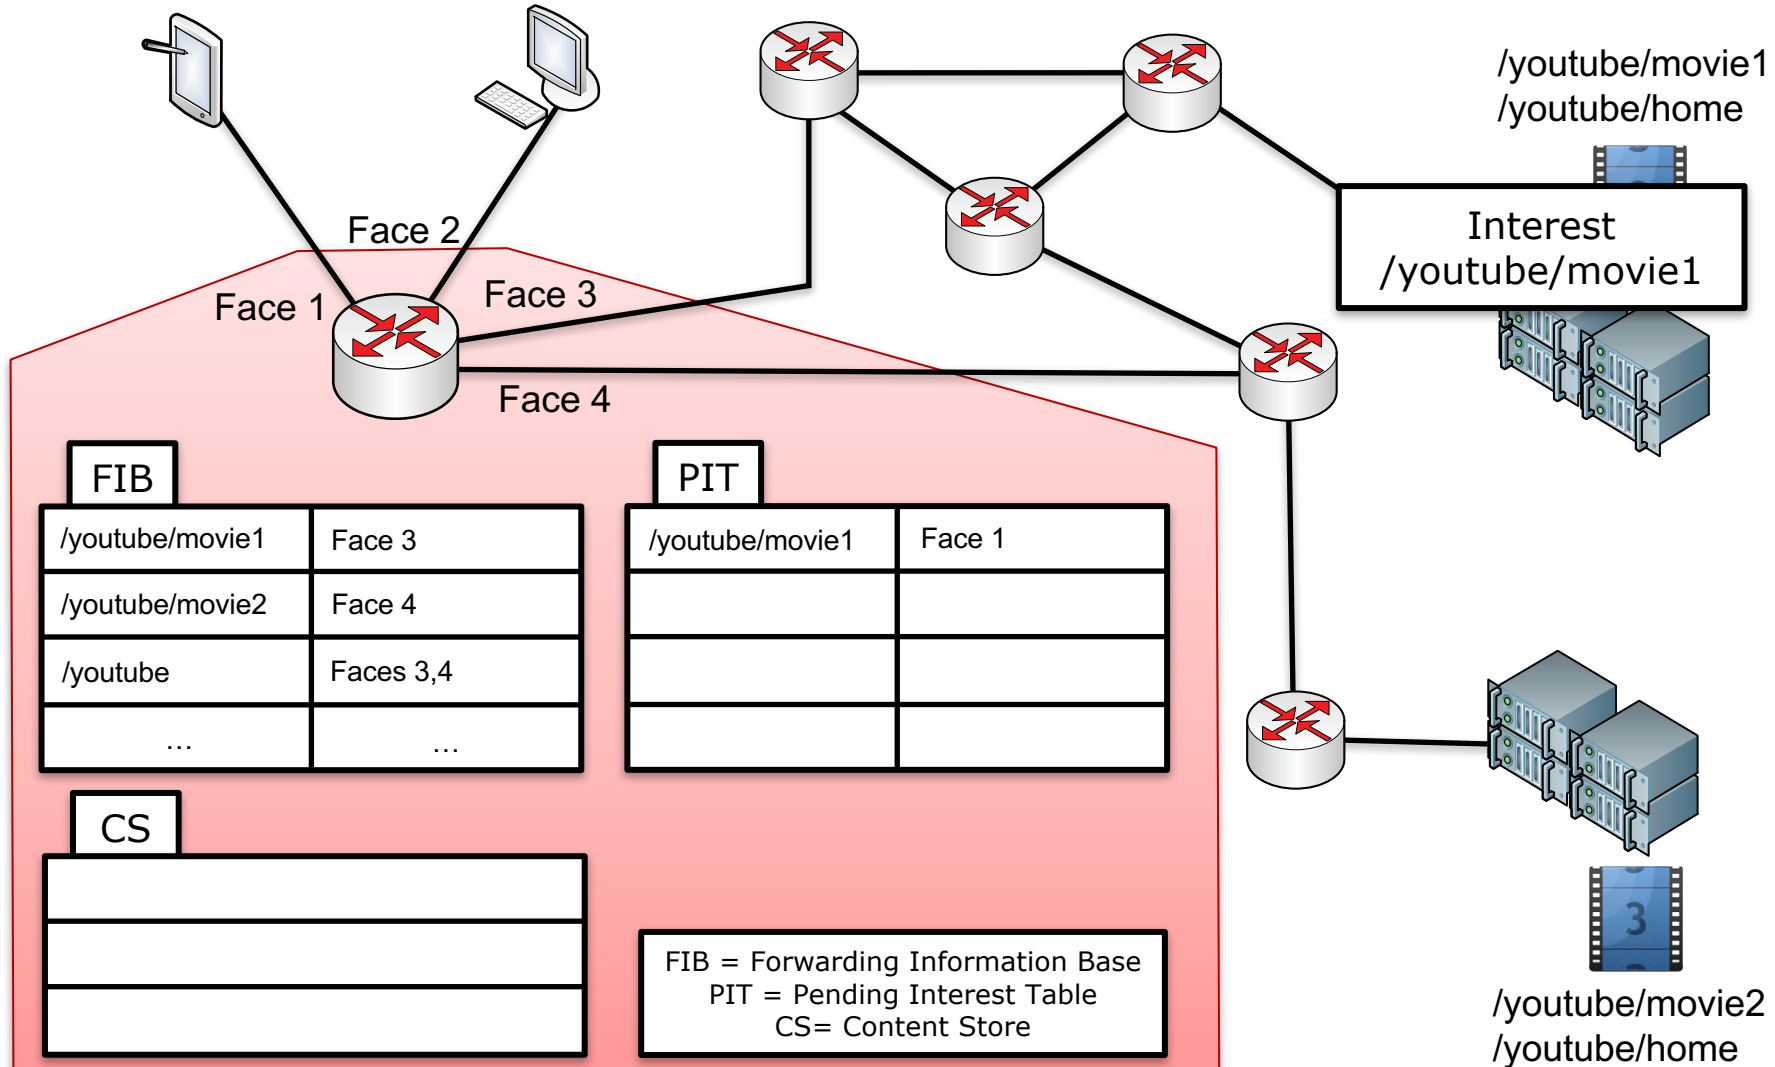 /youtube/movie1
/youtube/home
Interest
/youtube/movie1
Face 2
Face 1
Face 3
Face 4
FIB
/youtube/movie1 Face 3
/youtube/movie2 Face 4
/youtube Faces 3,4
… …
PIT
/youtube/movie1 Face 1
CS
FIB = Forwarding Information Base
PIT = Pending Interest Table
CS= Content Store
3
/youtube/movie2
/youtube/home